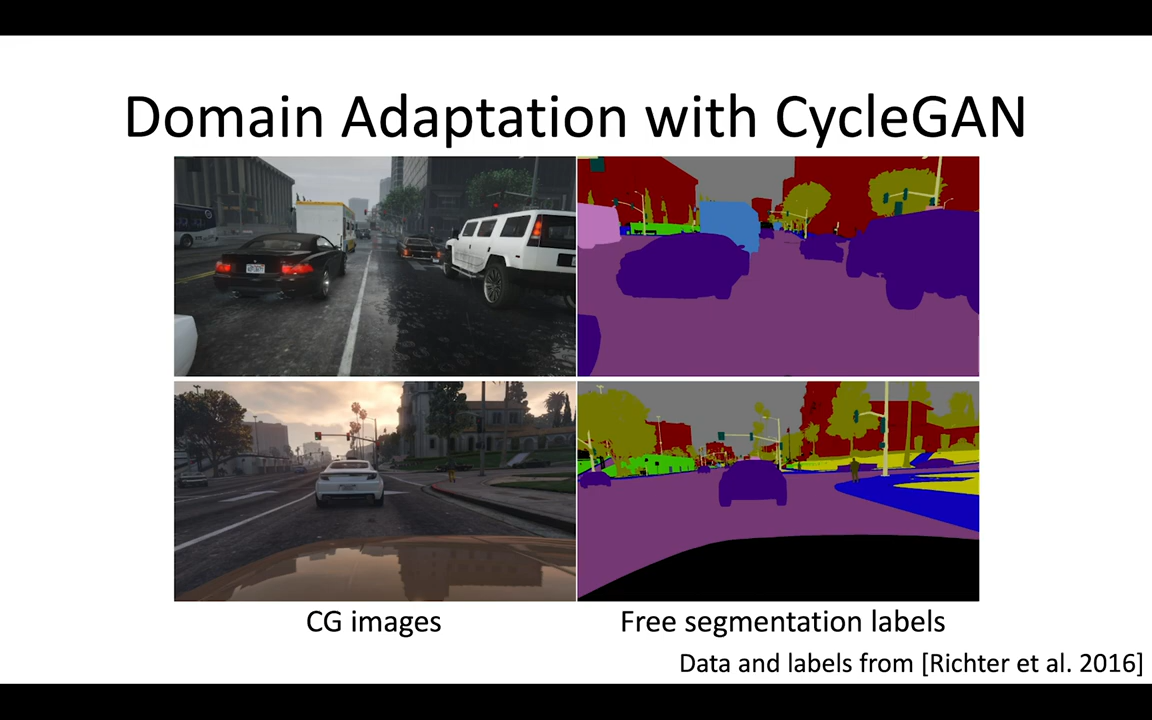 Domain Adaptation with CycleGAN
CG images
Free segmentation labels
Data and labels from [Richter et al. 2016]